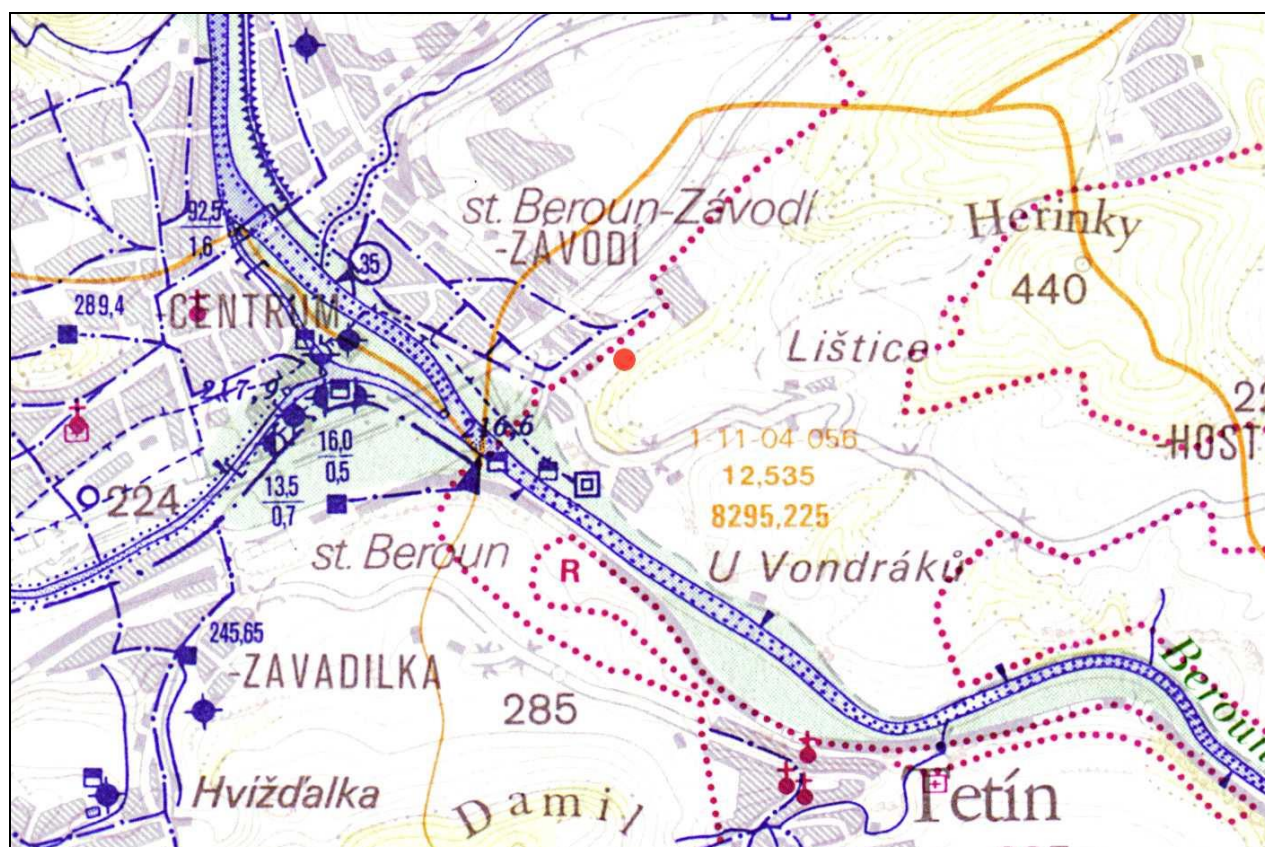 92,5
1,6
st. Beroun-Závodí
-ZÁVODÍ
Herinky
440
35
289,4
-CENTRUM
Lištice
217,9
216,6
1-11-04-056
12,535
8295,225
-HOST
16,0
0,5
13,5
0,7
224
st. Beroun
R
U Vondráků
245,65
-ZAVADILKA
285
Beroun
Hvížďalka
Damil
Tetín